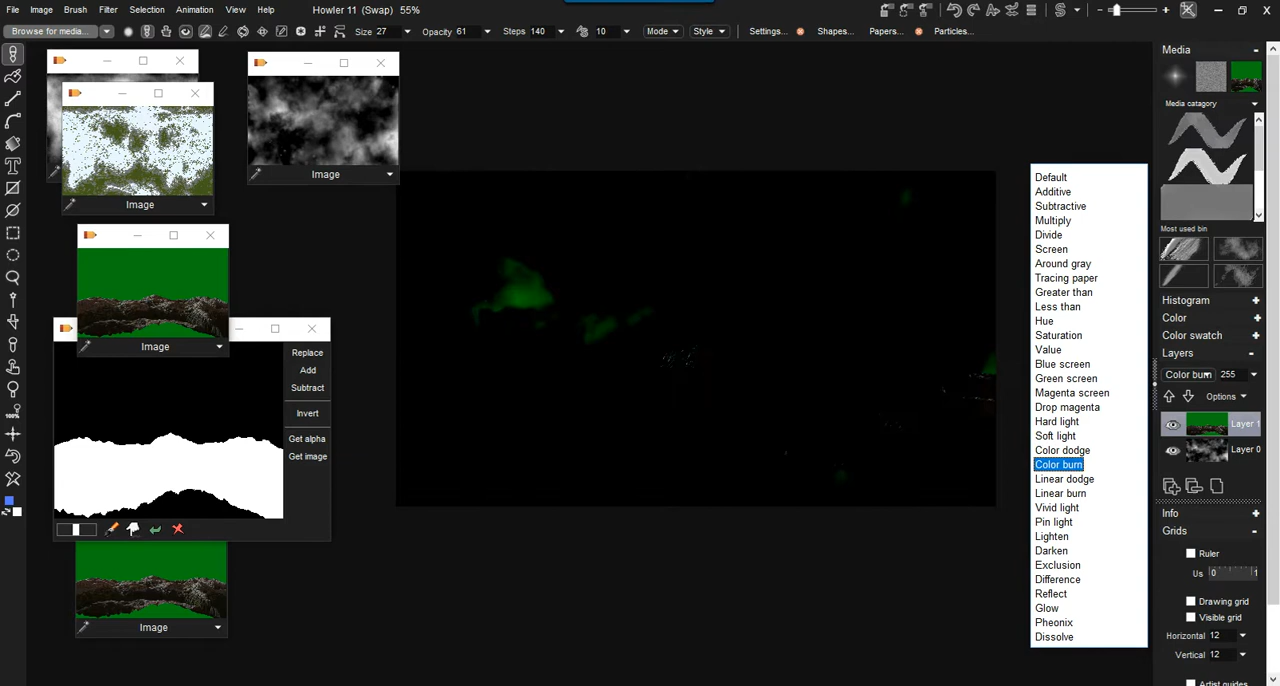 File Image Brush Filter Selection Animation View Help Howler 11 (Swap) 55%
Browse for media... Size 27 Opacity 61 Steps 140 10 Mode Style Settings... Shapes... Papers... Particles...
Image
Image
Image
Replace
Add
Subtract
Invert
Get alpha
Get image
Image
100%
Default
Additive
Subtractive
Multiply
Divide
Screen
Around gray
Tracing paper
Greater than
Less than
Hue
Saturation
Value
Blue screen
Green screen
Magenta screen
Drop magenta
Hard light
Soft light
Color dodge
Color burn
Linear dodge
Linear burn
Vivid light
Pin light
Lighten
Darken
Exclusion
Difference
Reflect
Glow
Pheonix
Dissolve
Media
Media catagory
Most used bin
Histogram
Color
Color swatch
Layers
Color burn 255
Options
Layer 1
Layer 0
Info
Grids
Ruler
Us 0 1
Drawing grid
Visible grid
Horizontal 12
Vertical 12
Artist guides